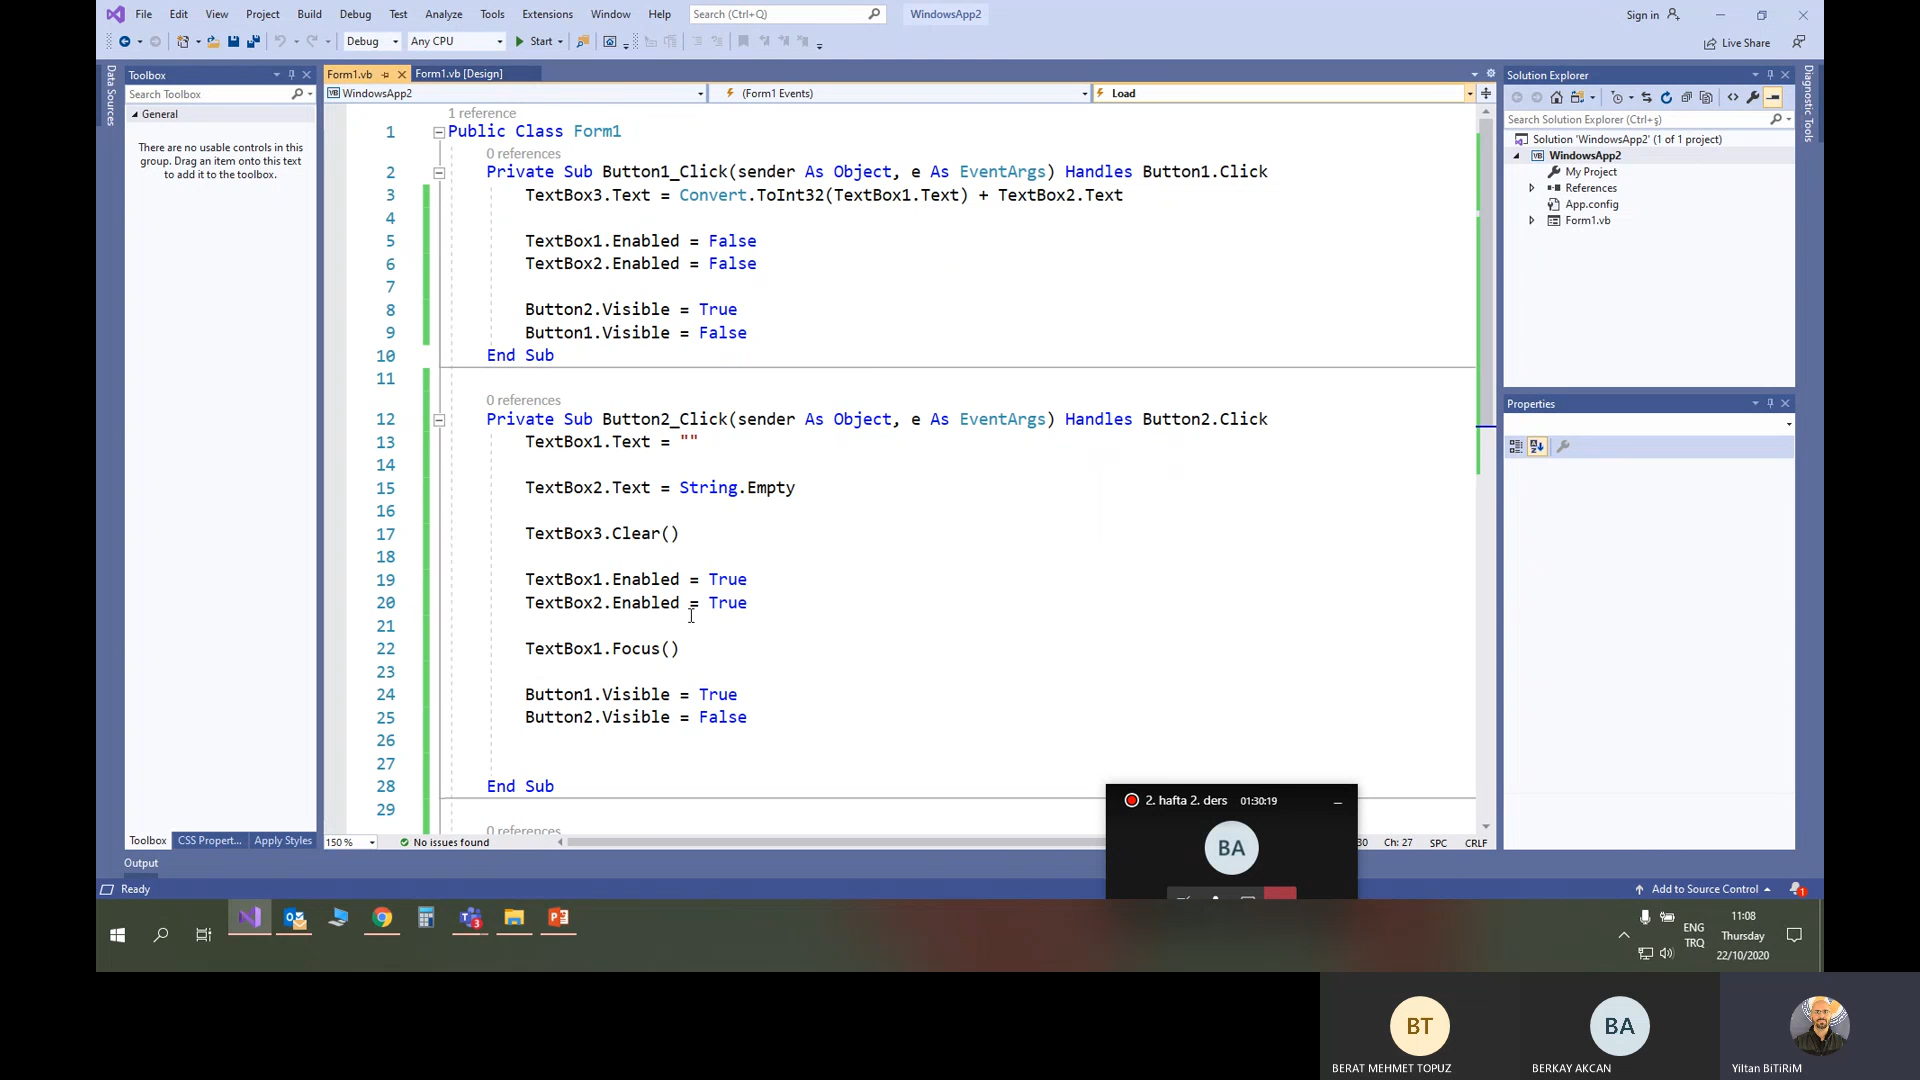 File Edit View Project Build Debug Test Analyze Tools Extensions Window Help Search (Ctrl+Q) WindowsApp2 Sign in
Debug Any CPU Start Live Share
Data Sources
Toolbox
Search Toolbox
General
There are no usable controls in this
group. Drag an item onto this text
to add it to the toolbox.
Toolbox CSS Propert... Apply Styles
Form1.vb Form1.vb [Design]
WindowsApp2 (Form1 Events) Load
1 reference
1 Public Class Form1
0 references
2 Private Sub Button1_Click(sender As Object, e As EventArgs) Handles Button1.Click
3 TextBox3.Text = Convert.ToInt32(TextBox1.Text) + TextBox2.Text
4
5 TextBox1.Enabled = False
6 TextBox2.Enabled = False
7
8 Button2.Visible = True
9 Button1.Visible = False
10 End Sub
11
0 references
12 Private Sub Button2_Click(sender As Object, e As EventArgs) Handles Button2.Click
13 TextBox1.Text = ""
14
15 TextBox2.Text = String.Empty
16
17 TextBox3.Clear()
18
19 TextBox1.Enabled = True
20 TextBox2.Enabled = True
21
22 TextBox1.Focus()
23
24 Button1.Visible = True
25 Button2.Visible = False
26
27
28 End Sub
29
0 references
150 % No issues found 30 Ch: 27 SPC CRLF
Solution Explorer
Search Solution Explorer (Ctrl+ş)
Solution 'WindowsApp2' (1 of 1 project)
WindowsApp2
My Project
References
App.config
Form1.vb
Diagnostic Tools
Properties
2. hafta 2. ders 01:30:19
BA
Output
Ready Add to Source Control 1
3
ENG
TRQ
11:08
Thursday
22/10/2020
BT BA
BERAT MEHMET TOPUZ BERKAY AKCAN Yiltan BiTiRiM